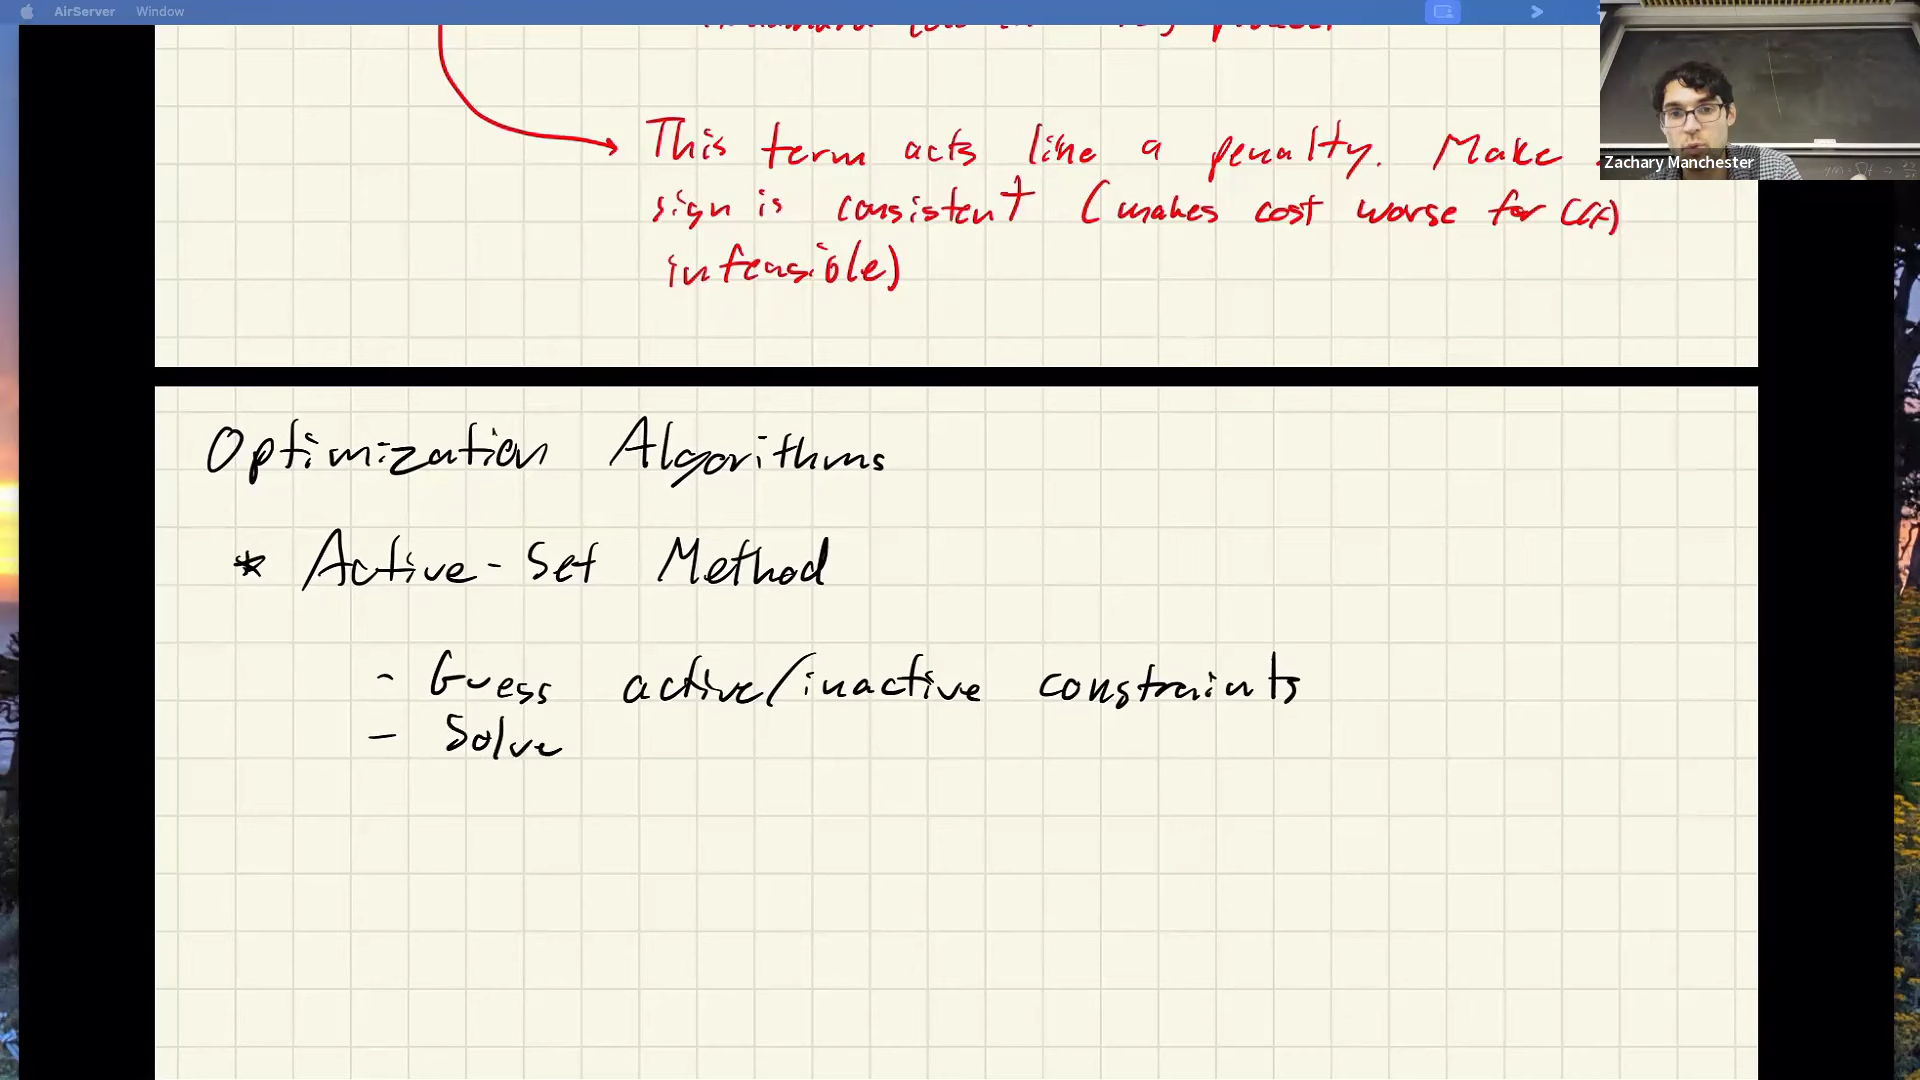 AirServer Window
This term acts like a penalty. Make
Zachary Manchester
sign is consistent (makes cost worse for C(x)
infeasible)
Optimization Algorithms
* Active-Set Method
- Guess active/inactive constraints
- Solve